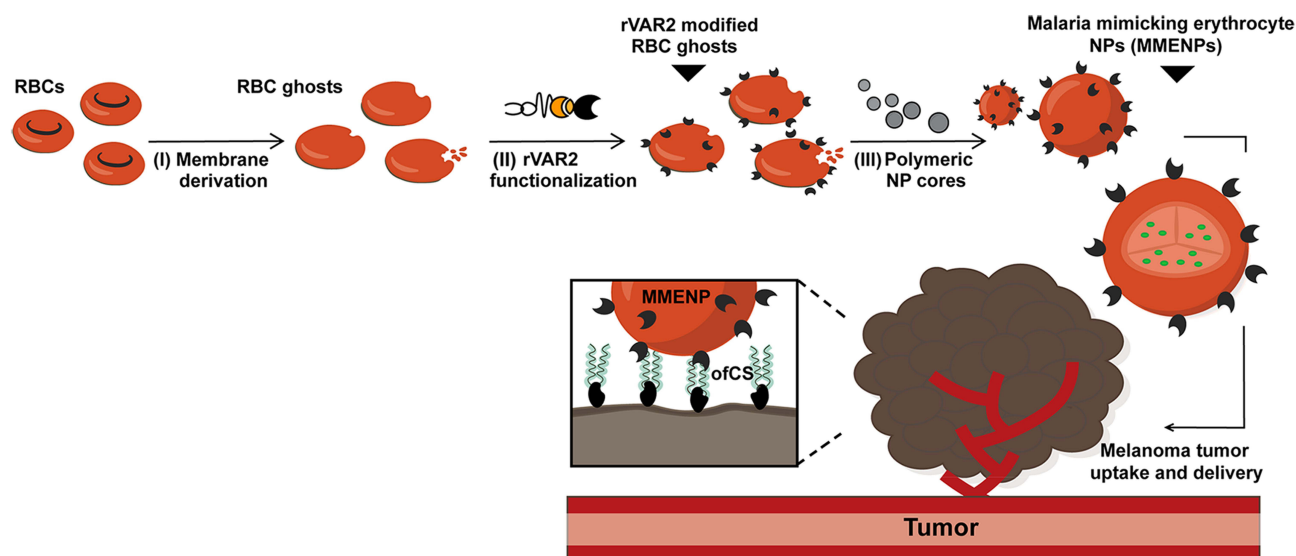 RBCs
(I) Membrane
derivation
RBC ghosts
(II) rVAR2
functionalization
rVAR2 modified
RBC ghosts
(III) Polymeric
NP cores
Malaria mimicking erythrocyte
NPs (MMENPs)
MMENP
ofCS
Melanoma tumor
uptake and delivery
Tumor